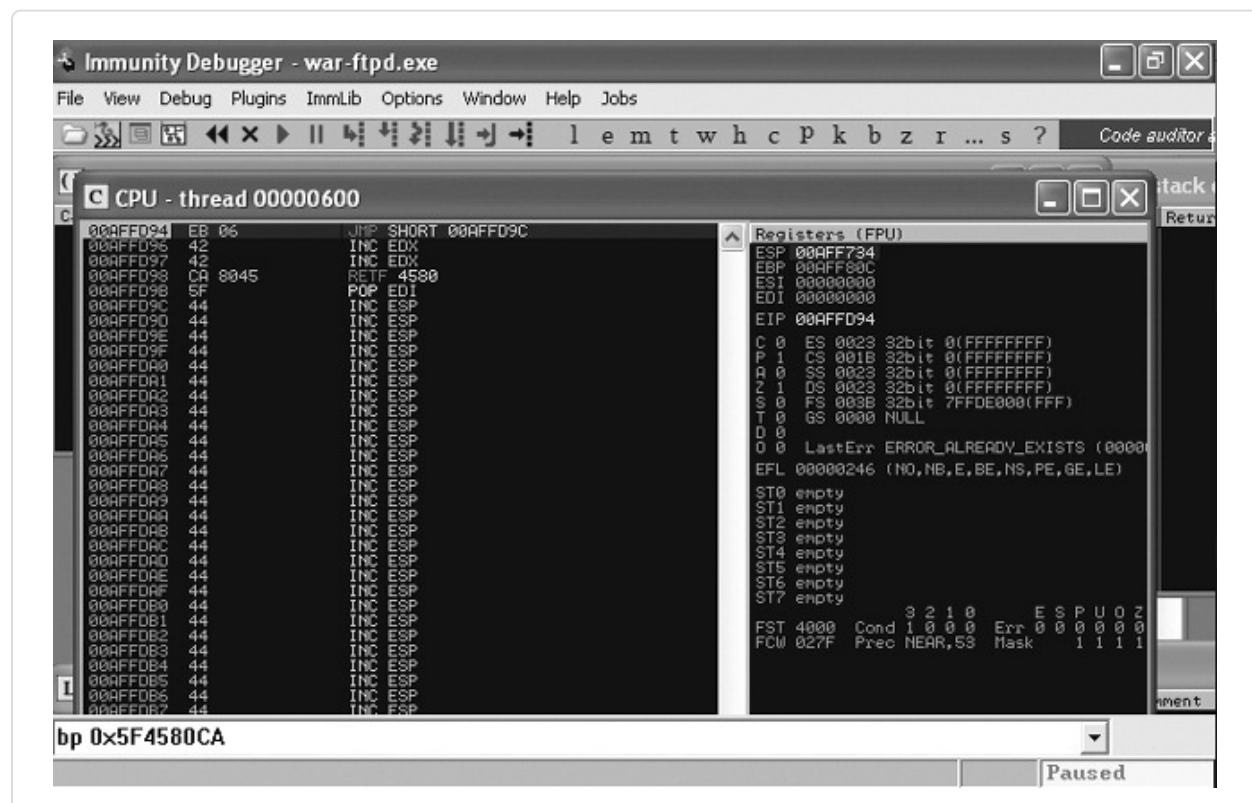 Immunity Debugger - war-ftpd.exe
File View Debug Plugins ImmLib Options Window Help Jobs
l e m t w h c P k b z r ... s ? Code auditor
CPU - thread 00000600
Retur
00AFFD94 EB 06 JMP SHORT 00AFFD9C
00AFFD96 42 INC EDX
00AFFD97 42 INC EDX
00AFFD98 CA 8045 RETF 4580
00AFFD9B 5F POP EDI
00AFFD9C 44 INC ESP
00AFFD9D 44 INC ESP
00AFFD9E 44 INC ESP
00AFFD9F 44 INC ESP
00AFFDA0 44 INC ESP
00AFFDA1 44 INC ESP
00AFFDA2 44 INC ESP
00AFFDA3 44 INC ESP
00AFFDA4 44 INC ESP
00AFFDA5 44 INC ESP
00AFFDA6 44 INC ESP
00AFFDA7 44 INC ESP
00AFFDA8 44 INC ESP
00AFFDA9 44 INC ESP
00AFFDAA 44 INC ESP
00AFFDAB 44 INC ESP
00AFFDAC 44 INC ESP
00AFFDAD 44 INC ESP
00AFFDAE 44 INC ESP
00AFFDAF 44 INC ESP
00AFFDB0 44 INC ESP
00AFFDB1 44 INC ESP
00AFFDB2 44 INC ESP
00AFFDB3 44 INC ESP
00AFFDB4 44 INC ESP
00AFFDB5 44 INC ESP
00AFFDB6 44 INC ESP
00AFFDB7 44 INC ESP
Registers (FPU)
ESP 00AFF734
EBP 00AFF80C
ESI 00000000
EDI 00000000
EIP 00AFFD94
C 0 ES 0023 32bit 0(FFFFFFFF)
P 1 CS 001B 32bit 0(FFFFFFFF)
A 0 SS 0023 32bit 0(FFFFFFFF)
Z 1 DS 0023 32bit 0(FFFFFFFF)
S 0 FS 003B 32bit 7FFDE000(FFF)
T 0 GS 0000 NULL
D 0
O 0 LastErr ERROR_ALREADY_EXISTS (0000
EFL 00000246 (NO,NB,E,BE,NS,PE,GE,LE)
ST0 empty
ST1 empty
ST2 empty
ST3 empty
ST4 empty
ST5 empty
ST6 empty
ST7 empty
3 2 1 0 E S P U O Z
FST 4000 Cond 1 0 0 0 Err 0 0 0 0 0 0
FCW 027F Prec NEAR,53 Mask 1 1 1 1
bp 0x5F4580CA
Paused